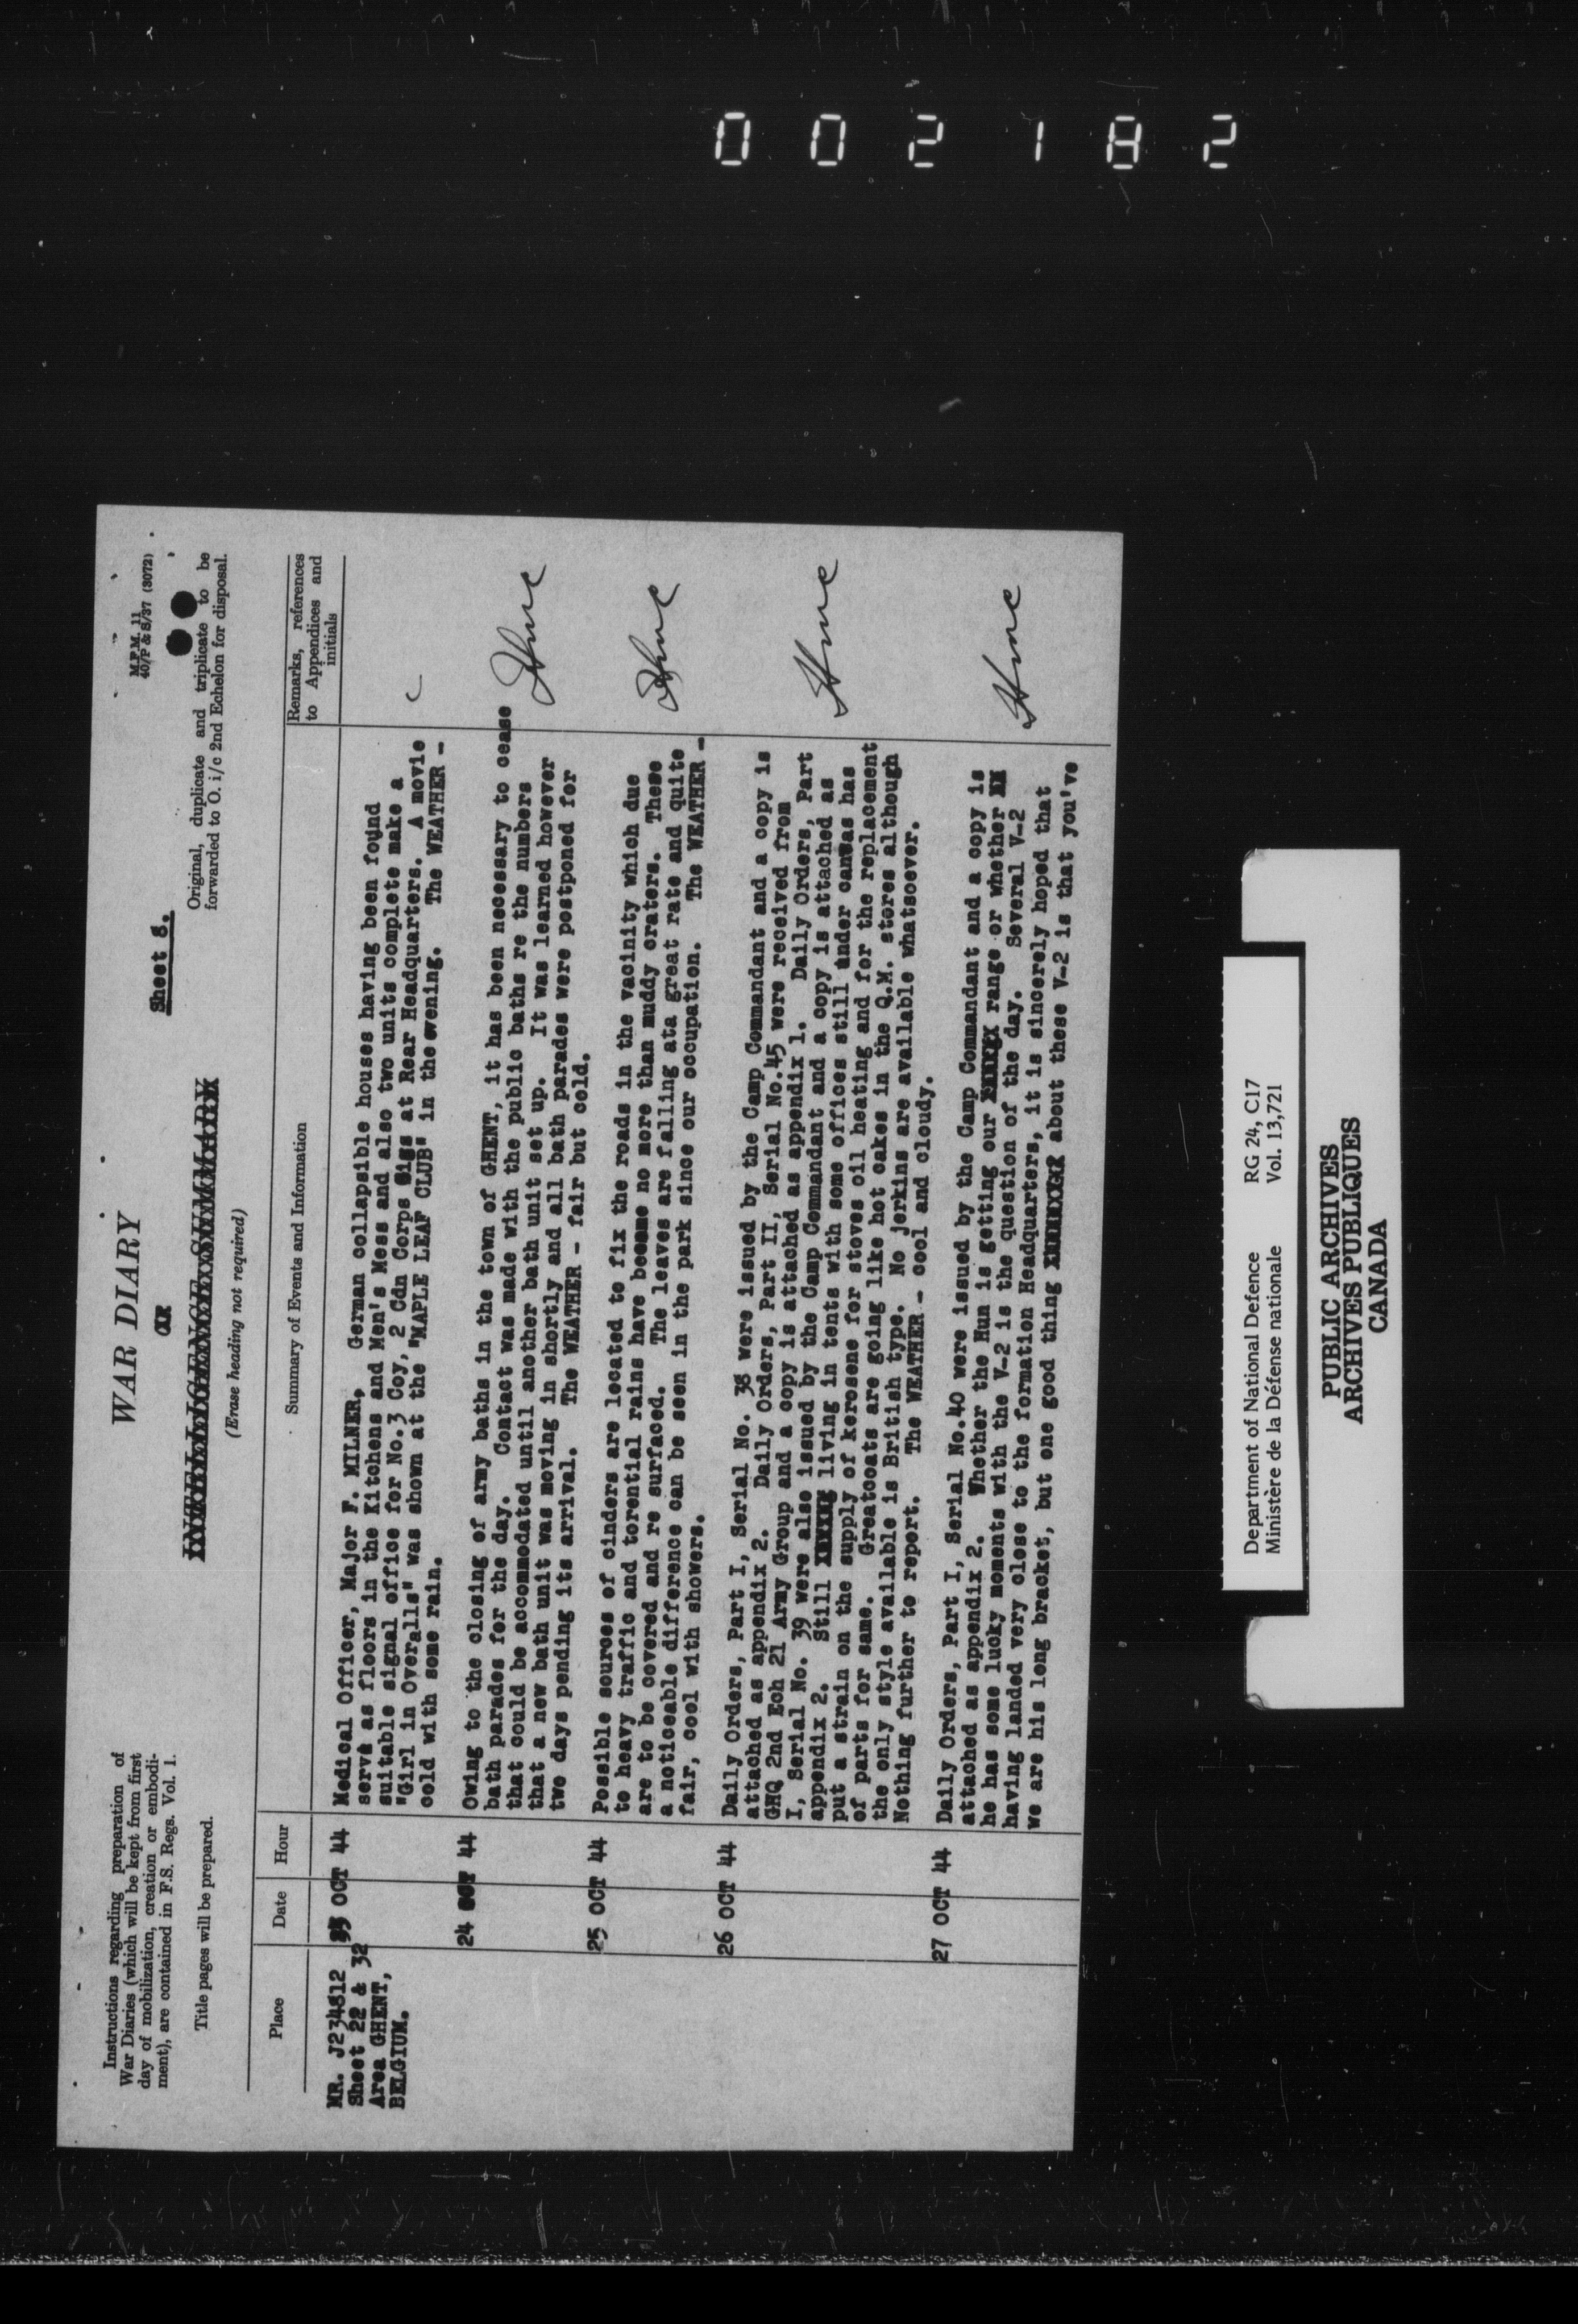 002182
M.F.M. 11
40/P & S/37 (3072)
Instructions regarding preparation of
War Diaries (which will be kept from first
day of mobilization, creation or embodi-
ment), are contained in F.S. Regs. Vol. 1.
Title pages will be prepared.
WAR DIARY
OR
INTELLIGENCE SUMMARY
(Erase heading not required)
Sheet 8.
Original, duplicate and triplicate to be
forwarded to O. i/c 2nd Echelon for disposal.
Place Date Hour Summary of Events and Information Remarks, references
to Appendices and
initials
MR. J234812
Sheet 22 & 32
Area GHENT,
BELGIUM.
23 OCT 44
Medical Officer, Major F. MILNER. German collapsible houses having been found
serve as floors in the Kitchens and Men's Mess and also two units complete make a
suitable signal office for No.3 Coy, 2 Cdn Corps Sigs at Rear Headquarters. A movie
"Girl in Overalls" was shown at the "MAPLE LEAF CLUB" in the evening. The WEATHER -
cold with some rain.
24 OCT 44
Owing to the closing of army baths in the town of GHENT, it has been necessary to cease
bath parades for the day. Contact was made with the public baths re the numbers
that could be accommodated until another bath unit set up. It was learned however
that a new bath unit was moving in shortly and all bath parades were postponed for
two days pending its arrival. The WEATHER - fair but cold.
25 OCT 44
Possible sources of cinders are located to fix the roads in the vacinity which due
to heavy traffic and torential rains have become no more than muddy craters. These
are to be covered and re surfaced. The leaves are falling ata great rate and quite
a noticeable difference can be seen in the park since our occupation. The WEATHER -
fair, cool with showers.
26 OCT 44
Daily Orders, Part I, Serial No. 38 were issued by the Camp Commandant and a copy is
attached as appendix 2. Daily Orders, Part II, Serial No.45 were received from
GHQ 2nd Ech 21 Army Group and a copy is attached as appendix 1. Daily Orders, Part
I, Serial No. 39 were also issued by the Camp Commandant and a copy is attached as
appendix 2. Still living in tents with some offices still under canvas has
put a strain on the supply of kerosene for stoves oil heating and for the replacement
of parts for same. Greatcoats are going like hot cakes in the Q.M. stores although
the only style available is British type. No jerkins are available whatsoever.
Nothing further to report. The WEATHER - cool and cloudy.
27 OCT 44
Daily Orders, Part I, Serial No.40 were issued by the Camp Commandant and a copy is
attached as appendix 2. Whether the Hun is getting our range or whether
he has some lucky moments with the V-2 is the question of the day. Several V-2
having landed very close to the formation Headquarters, it is sincerely hoped that
we are his long bracket, but one good thing about these V-2 is that you've
Department of National Defence RG 24, C17
Ministère de la Défense nationale Vol. 13,721
PUBLIC ARCHIVES
ARCHIVES PUBLIQUES
CANADA